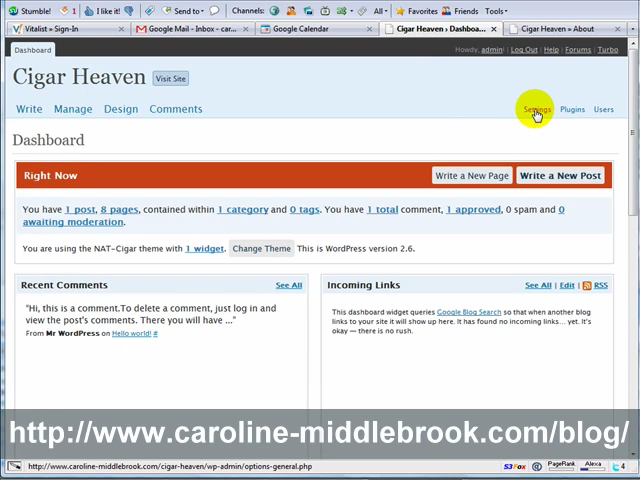 Stumble! 1 I like it! Send to Channels: All Favorites Friends Tools
Vitalist » Sign-In Google Mail - Inbox - car... Google Calendar Cigar Heaven › Dashboa... Cigar Heaven » About
Dashboard
Howdy, admin! | Log Out | Help | Forums | Turbo
Cigar Heaven Visit Site
Write Manage Design Comments Settings Plugins Users
Dashboard
Right Now Write a New Page Write a New Post
You have 1 post, 8 pages, contained within 1 category and 0 tags. You have 1 total comment, 1 approved, 0 spam and 0
awaiting moderation.
You are using the NAT-Cigar theme with 1 widget. Change Theme This is WordPress version 2.6.
Recent Comments See All
"Hi, this is a comment.To delete a comment, just log in and
view the post's comments. There you will have ..."
From Mr WordPress on Hello world! #
Incoming Links See All | Edit | RSS
This dashboard widget queries Google Blog Search so that when another blog
links to your site it will show up here. It has found no incoming links... yet. It's
okay — there is no rush.
http://www.caroline-middlebrook.com/blog/
http://www.caroline-middlebrook.com/cigar-heaven/wp-admin/options-general.php S3Fox PageRank Alexa 4